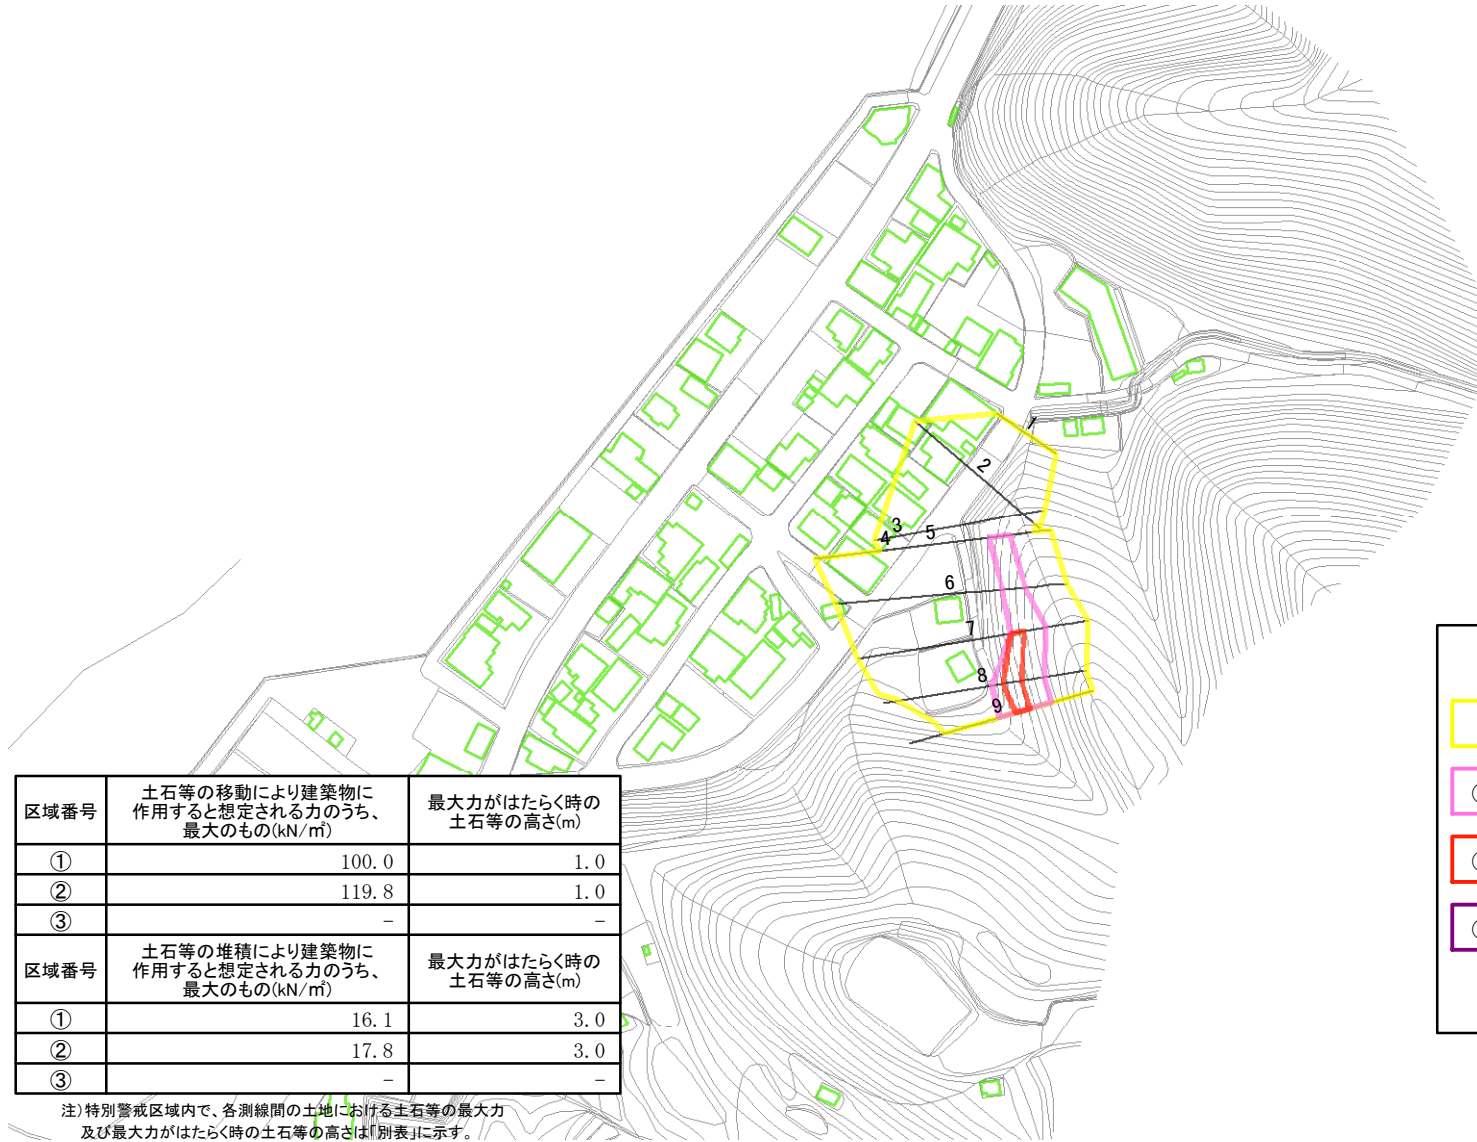 1
2
3
4
5
6
7
8
9
区域番号
土石等の移動により建築物に
作用すると想定される力のうち、
最大のもの(kN/㎡)
最大力がはたらく時の
土石等の高さ(m)
① 100.0 1.0
② 119.8 1.0
③ - -
区域番号
土石等の堆積により建築物に
作用すると想定される力のうち、
最大のもの(kN/㎡)
最大力がはたらく時の
土石等の高さ(m)
① 16.1 3.0
② 17.8 3.0
③ - -
注)特別警戒区域内で、各測線間の土地における土石等の最大力
及び最大力がはたらく時の土石等の高さは「別表」に示す。